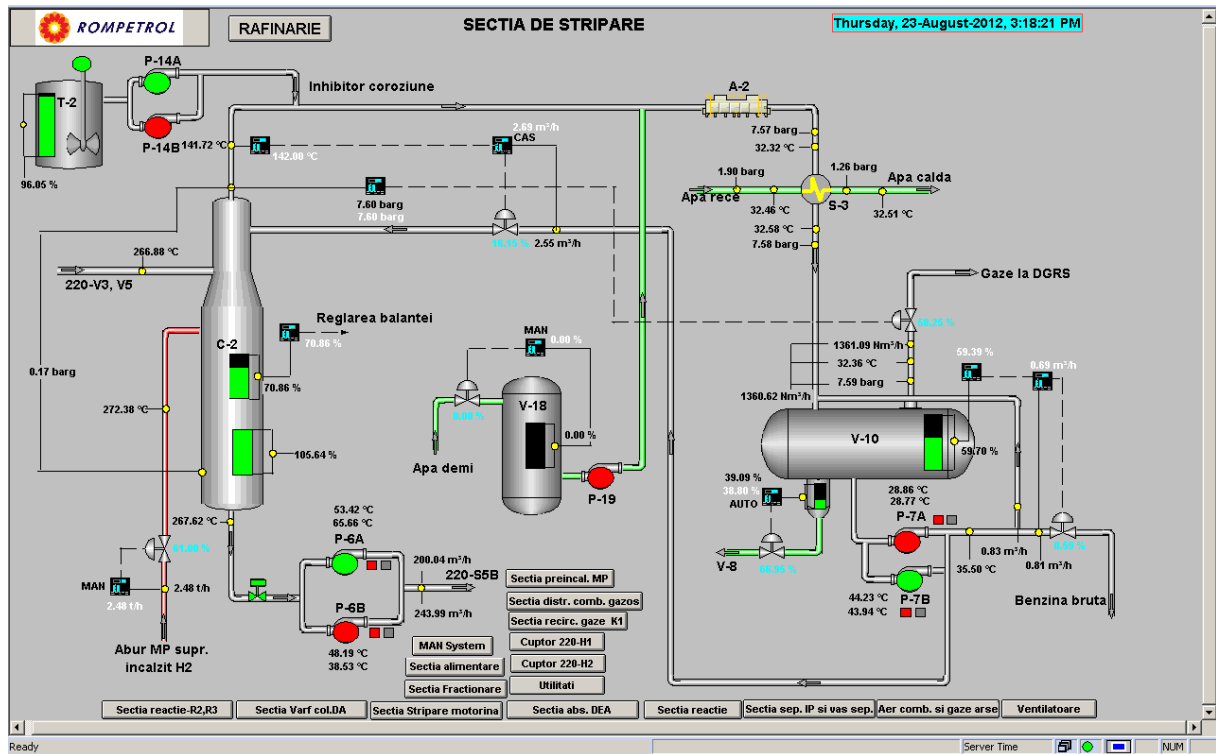 ROMPETROL
RAFINARIE
SECTIA DE STRIPARE
Thursday, 23-August-2012, 3:18:21 PM
P-14A
T-2
Inhibitor coroziune
A-2
P-14B
141.72 °C
142.00 °C
2.69 m³/h
CAS
7.57 barg
32.32 °C
96.05 %
1.90 barg
1.26 barg
Apa calda
Apa rece
7.60 barg
7.60 barg
32.46 °C
S-3
32.51 °C
16.15 %
2.55 m³/h
32.58 °C
7.58 barg
266.88 °C
220-V3, V5
Gaze la DGRS
Reglarea balantei
70.86 %
MAN
0.00 %
1361.09 Nm³/h
59.39 %
0.69 m³/h
C-2
32.36 °C
0.17 barg
70.86 %
7.59 barg
272.38 °C
V-18
1360.62 Nm³/h
0.00 %
0.00 %
V-10
59.70 %
105.64 %
Apa demi
P-19
39.09 %
38.80 %
AUTO
28.86 °C
28.77 °C
P-7A
267.62 °C
53.42 °C
65.66 °C
P-6A
0.83 m³/h
0.81 m³/h
0.59 %
35.50 °C
V-8
200.04 m³/h
220-S5B
243.99 m³/h
MAN
2.48 t/h
2.48 t/h
P-6B
44.23 °C
43.94 °C
P-7B
Benzina bruta
48.19 °C
38.53 °C
Abur MP supr.
incalzit H2
Sectia preincal. MP
Sectia distr. comb. gazos
Sectia recirc. gaze K1
MAN System
Cuptor 220-H1
Sectia alimentare
Cuptor 220-H2
Sectia Fractionare
Utilitati
Sectia reactie-R2,R3
Sectia Varf col.DA
Sectia Stripare motorina
Sectia abs. DEA
Sectia reactie
Sectia sep. IP si vas sep.
Aer comb. si gaze arse
Ventilatoare
Ready
Server Time
NUM